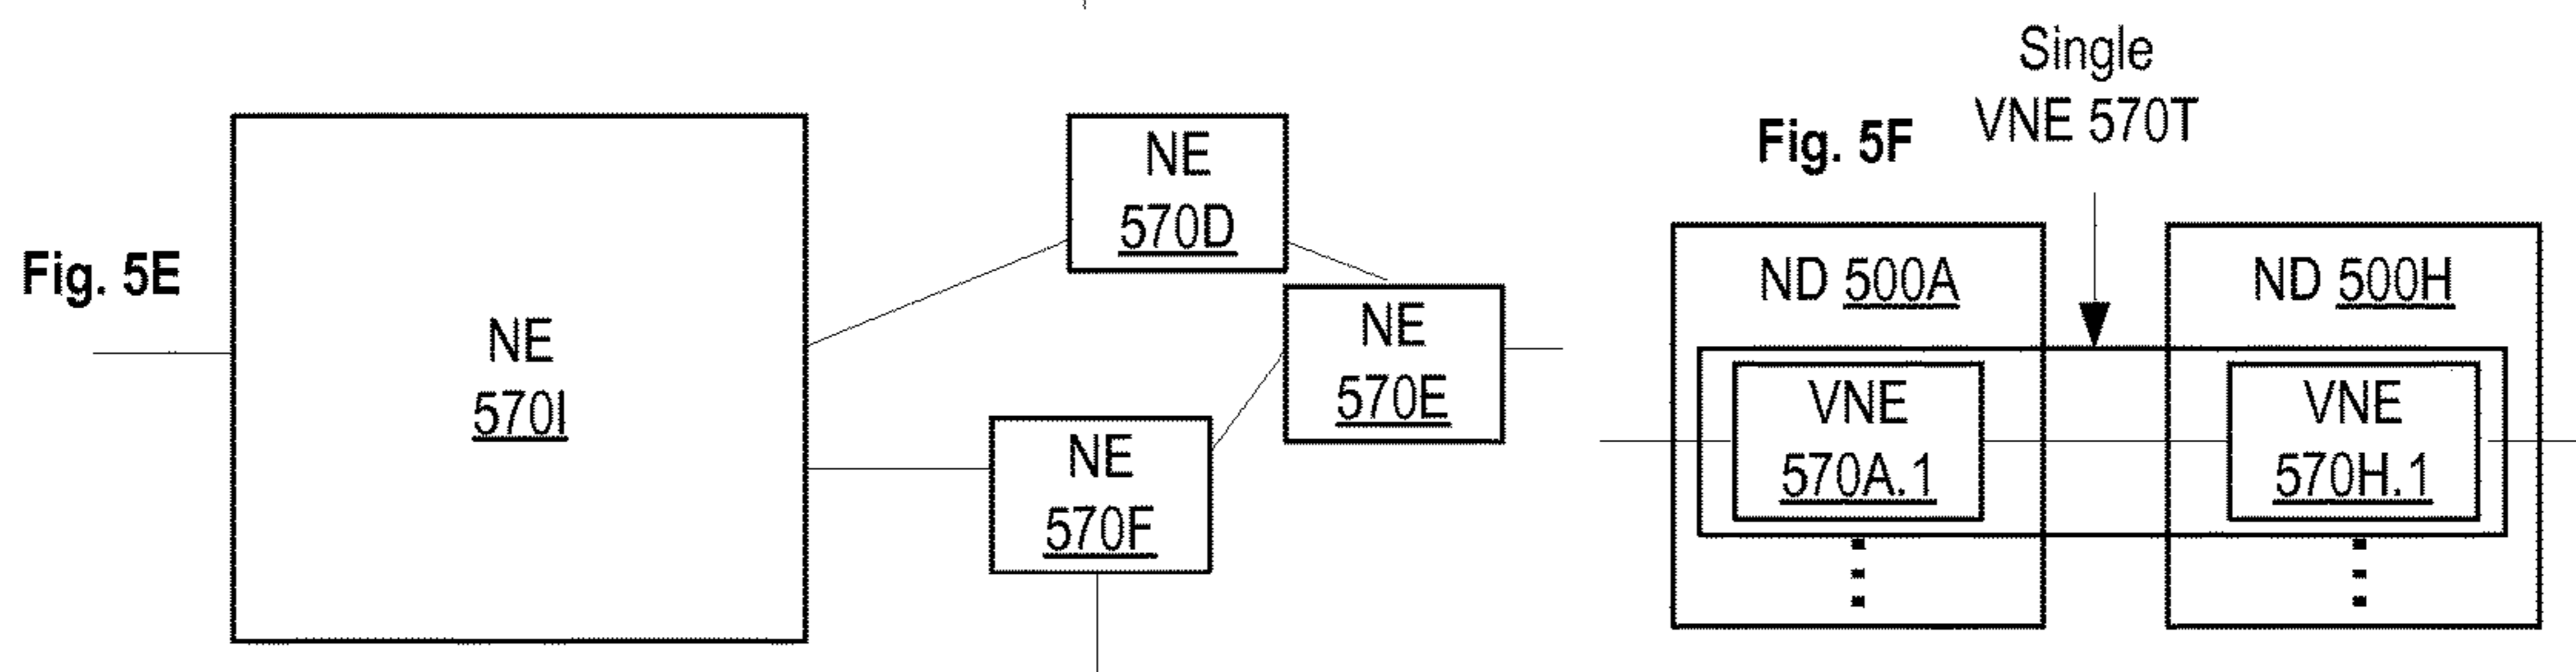 Fig. 5E
NE
570I
NE
570D
NE
570E
NE
570F
Fig. 5F
Single
VNE 570T
ND 500A
ND 500H
VNE
570A.1
VNE
570H.1